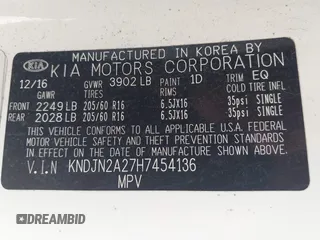 MANUFACTURED IN KOREA BY
KIA KIA MOTORS CORPORATION
12/16 GVWR 3902 LB PAINT 1D TRIM EQ
GAWR TIRES RIMS COLD TIRE INFL
FRONT 2249 LB 205/60 R16 6.5JX16 35psi SINGLE
REAR 2028 LB 205/60 R16 6.5JX16 35psi SINGLE
THIS VEHICLE CONFORMS TO ALL APPLICABLE
U.S.A. FEDERAL MOTOR VEHICLE SAFETY, BUMPER
AND THEFT PREVENTION STANDARDS IN EFFECT
ON THE DATE OF MANUFACTURE SHOWN ABOVE.
V.I.N KNDJN2A27H7454136
MPV
DREAMBID